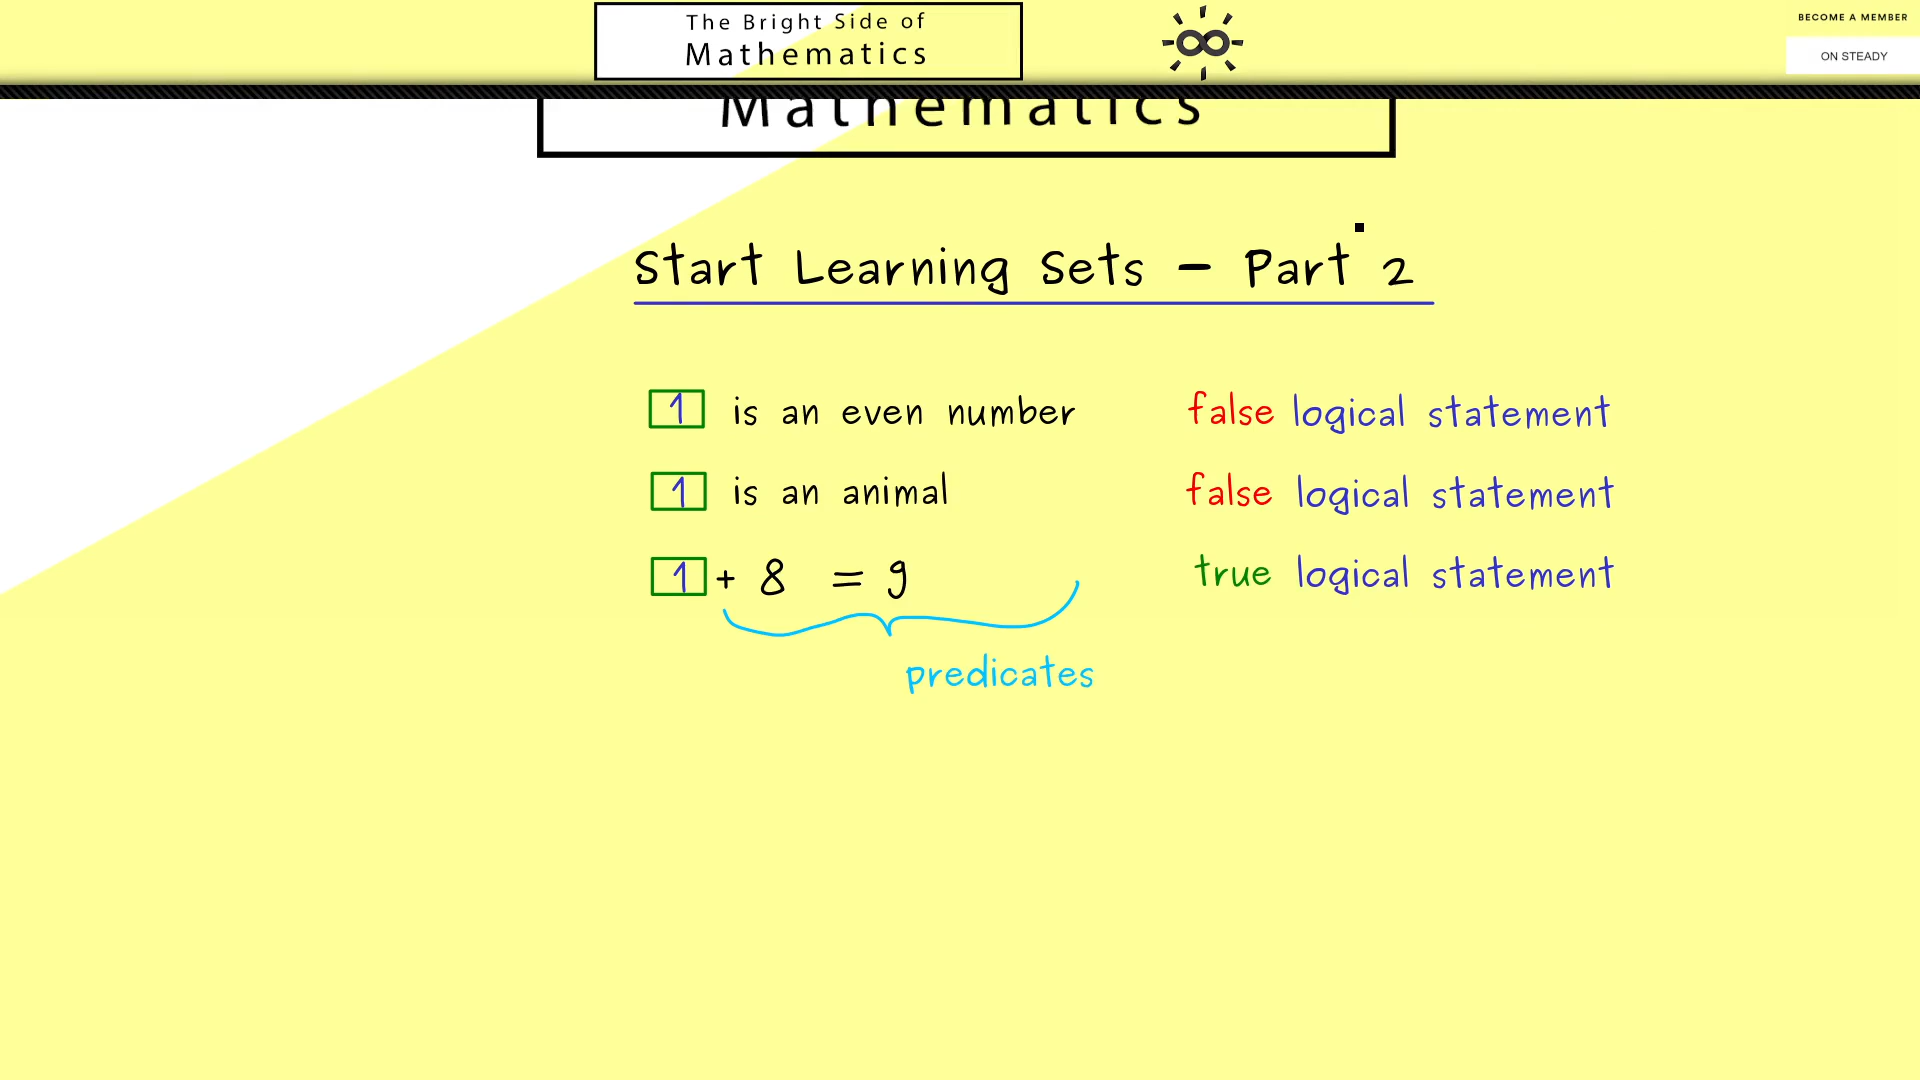 The Bright Side of
Mathematics
BECOME A MEMBER
ON STEADY
Mathematics
Start Learning Sets - Part 2
1 is an even number false logical statement
1 is an animal false logical statement
1 + 8 = 9 true logical statement
predicates